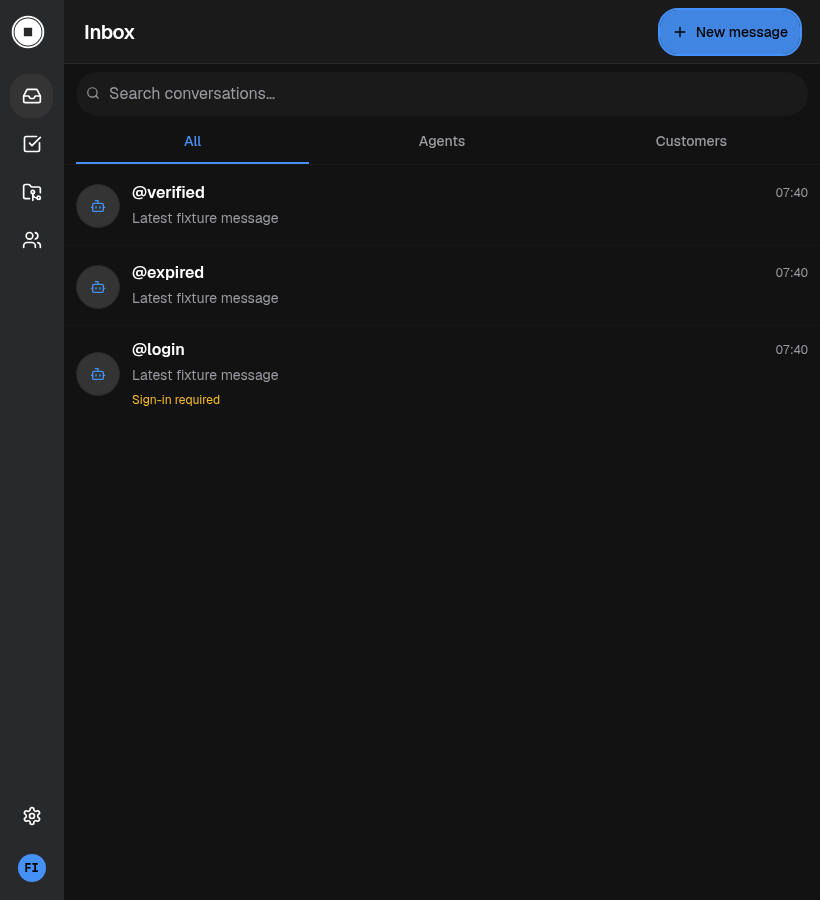 Inbox
New message
Search conversations...
All
Agents
Customers
@verified
07:40
Latest fixture message
@expired
07:40
Latest fixture message
@login
07:40
Latest fixture message
Sign-in required
FI